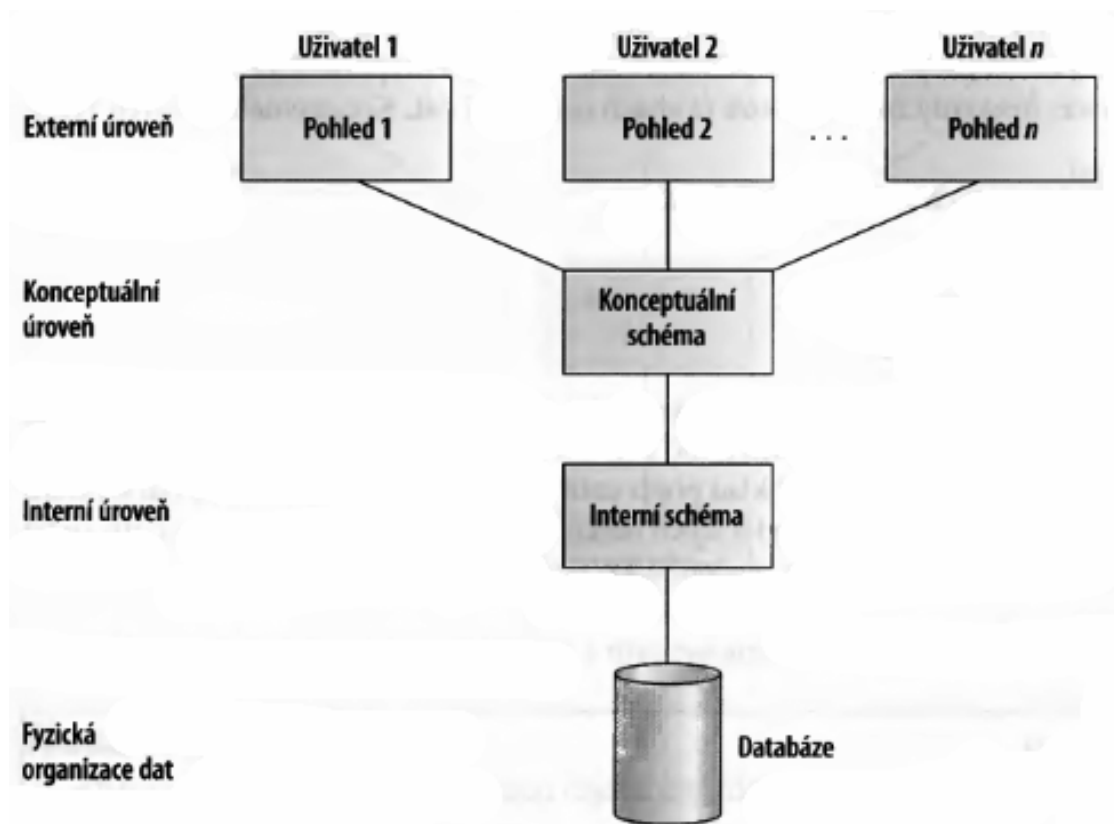 Uživatel 1
Uživatel 2
Uživatel n
Externí úroveň
Pohled 1
Pohled 2
. . .
Pohled n
Konceptuální
úroveň
Konceptuální
schéma
Interní úroveň
Interní schéma
Fyzická
organizace dat
Databáze